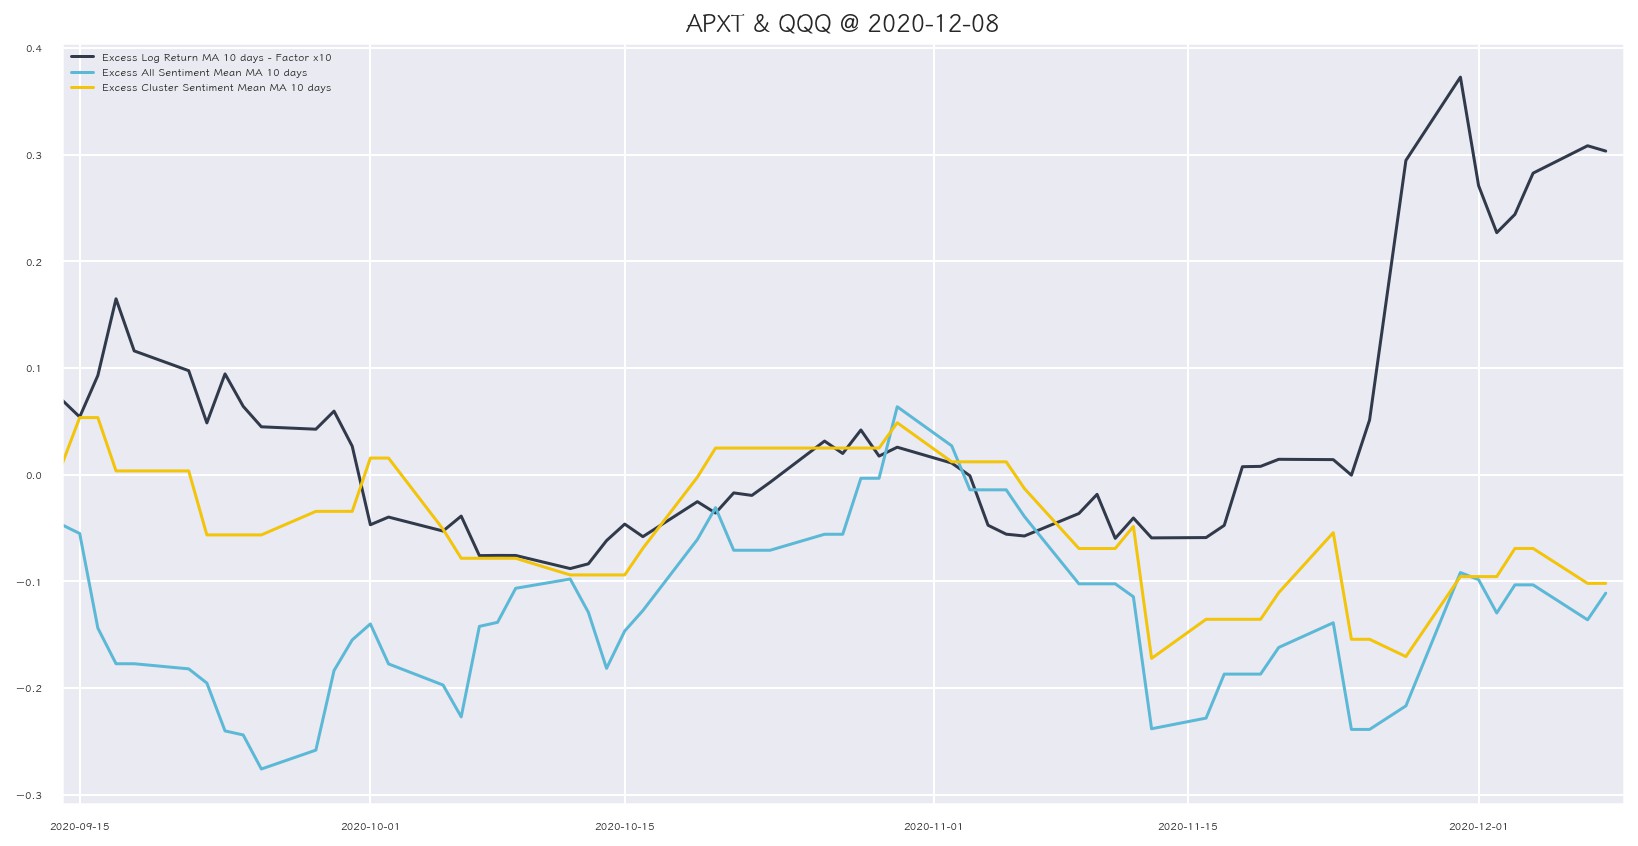 APXT & QQQ @ 2020-12-08
0.4
Excess Log Return MA 10 days - Factor x10
Excess All Sentiment Mean MA 10 days
Excess Cluster Sentiment Mean MA 10 days
0.3
0.2
0.1
0.0
−0.1
−0.2
−0.3
2020-09-15 2020-10-01 2020-10-15 2020-11-01 2020-11-15 2020-12-01